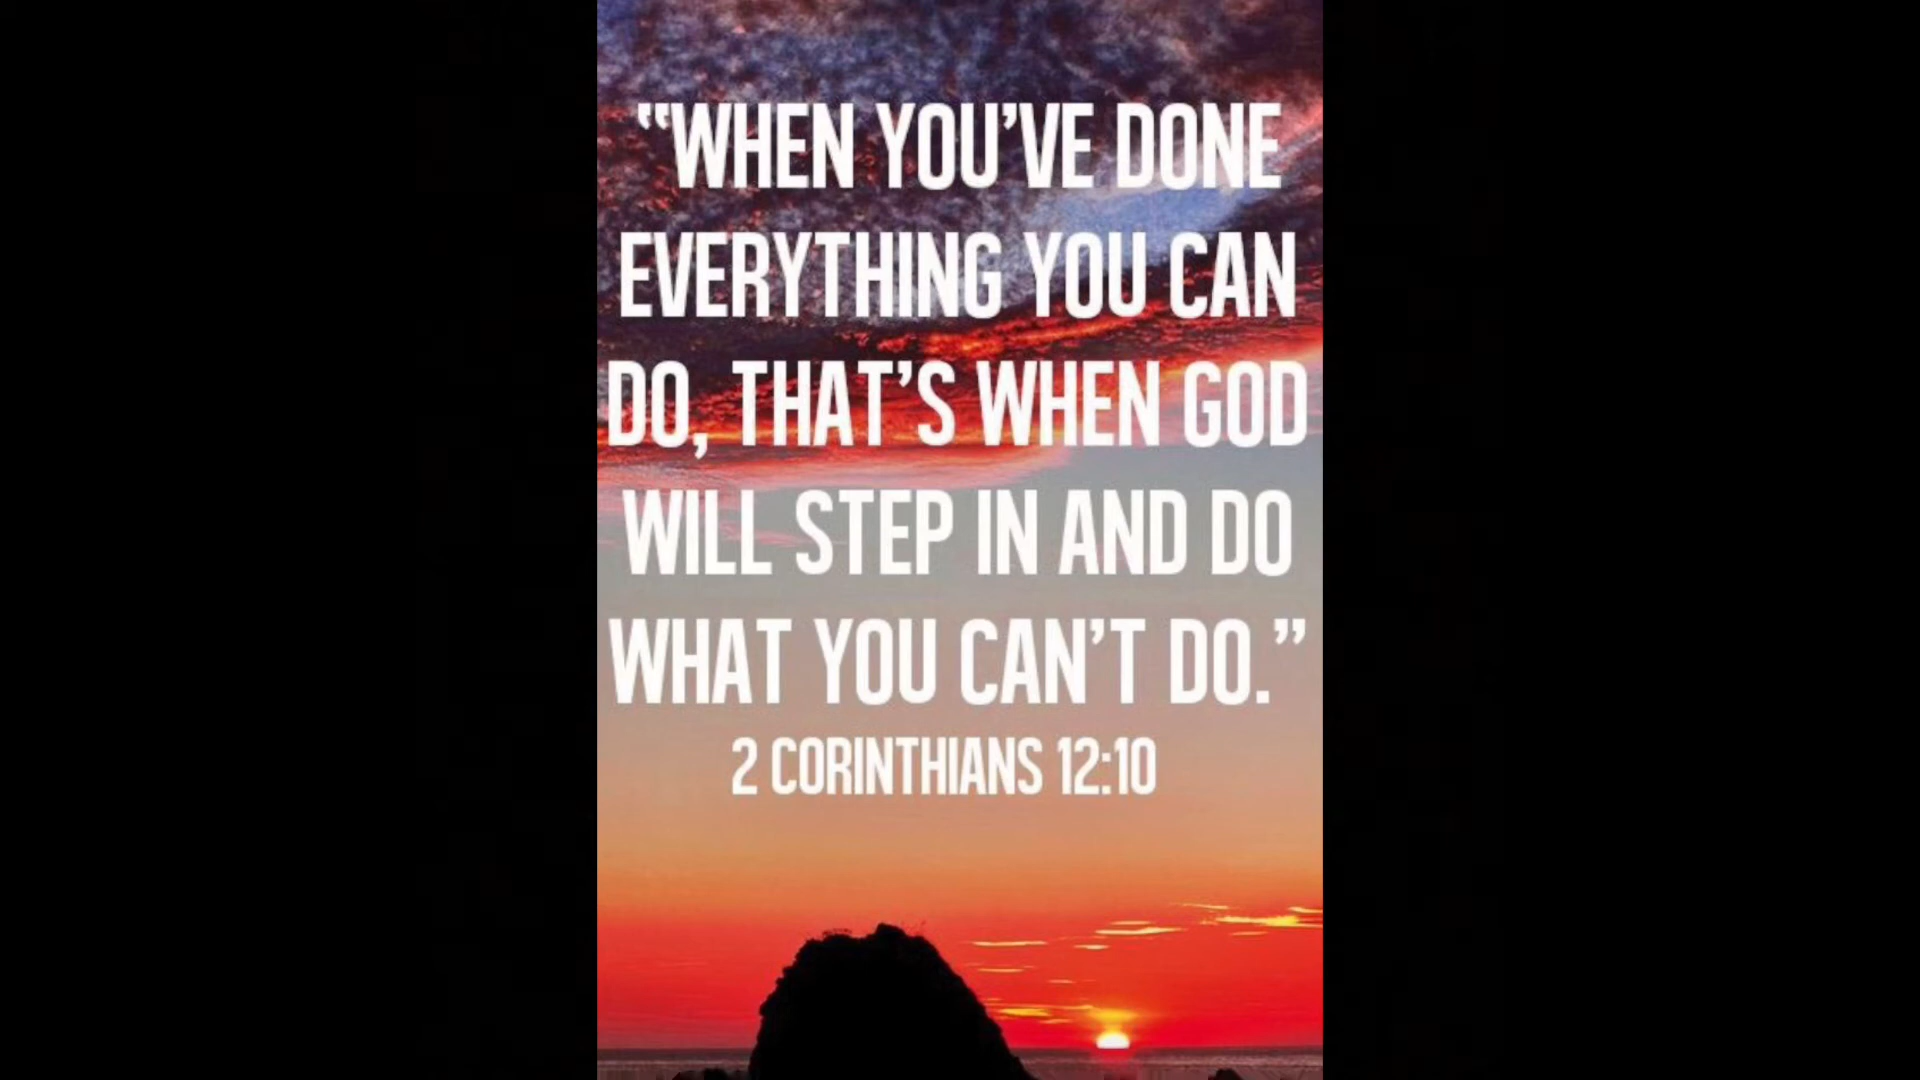 “WHEN YOU’VE DONE
EVERYTHING YOU CAN
DO, THAT’S WHEN GOD
WILL STEP IN AND DO
WHAT YOU CAN’T DO.”
2 CORINTHIANS 12:10